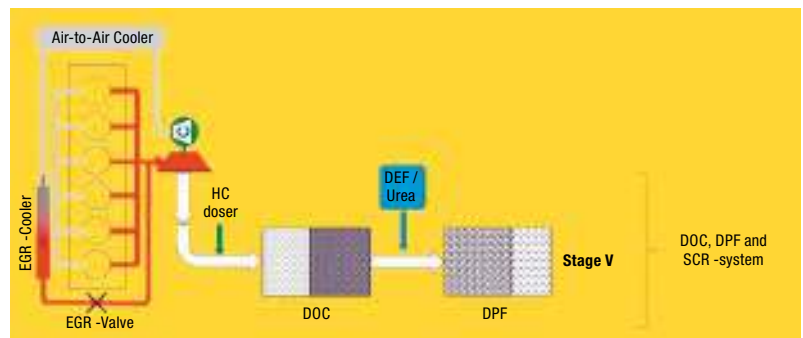 Air-to-Air Cooler
EGR -Cooler
EGR -Valve
HC
doser
DOC
DEF /
Urea
DPF
Stage V
DOC, DPF and
SCR -system